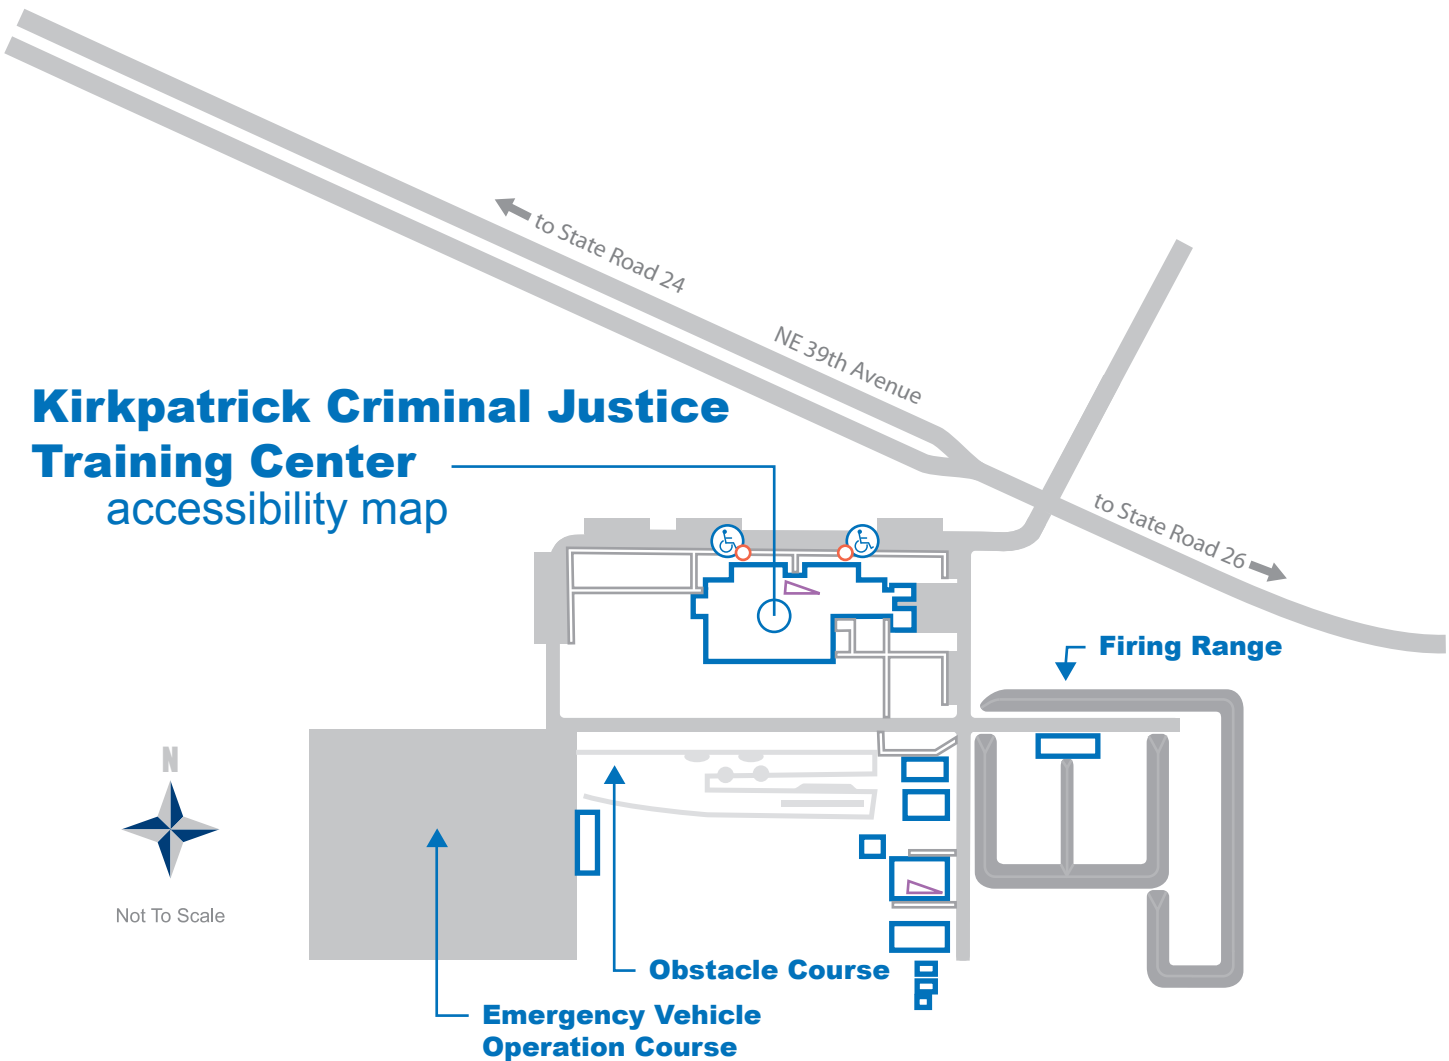 to State Road 24
NE 39th Avenue
Kirkpatrick Criminal Justice
Training Center
accessibility map
to State Road 26
Firing Range
N
Not To Scale
Obstacle Course
Emergency Vehicle
Operation Course